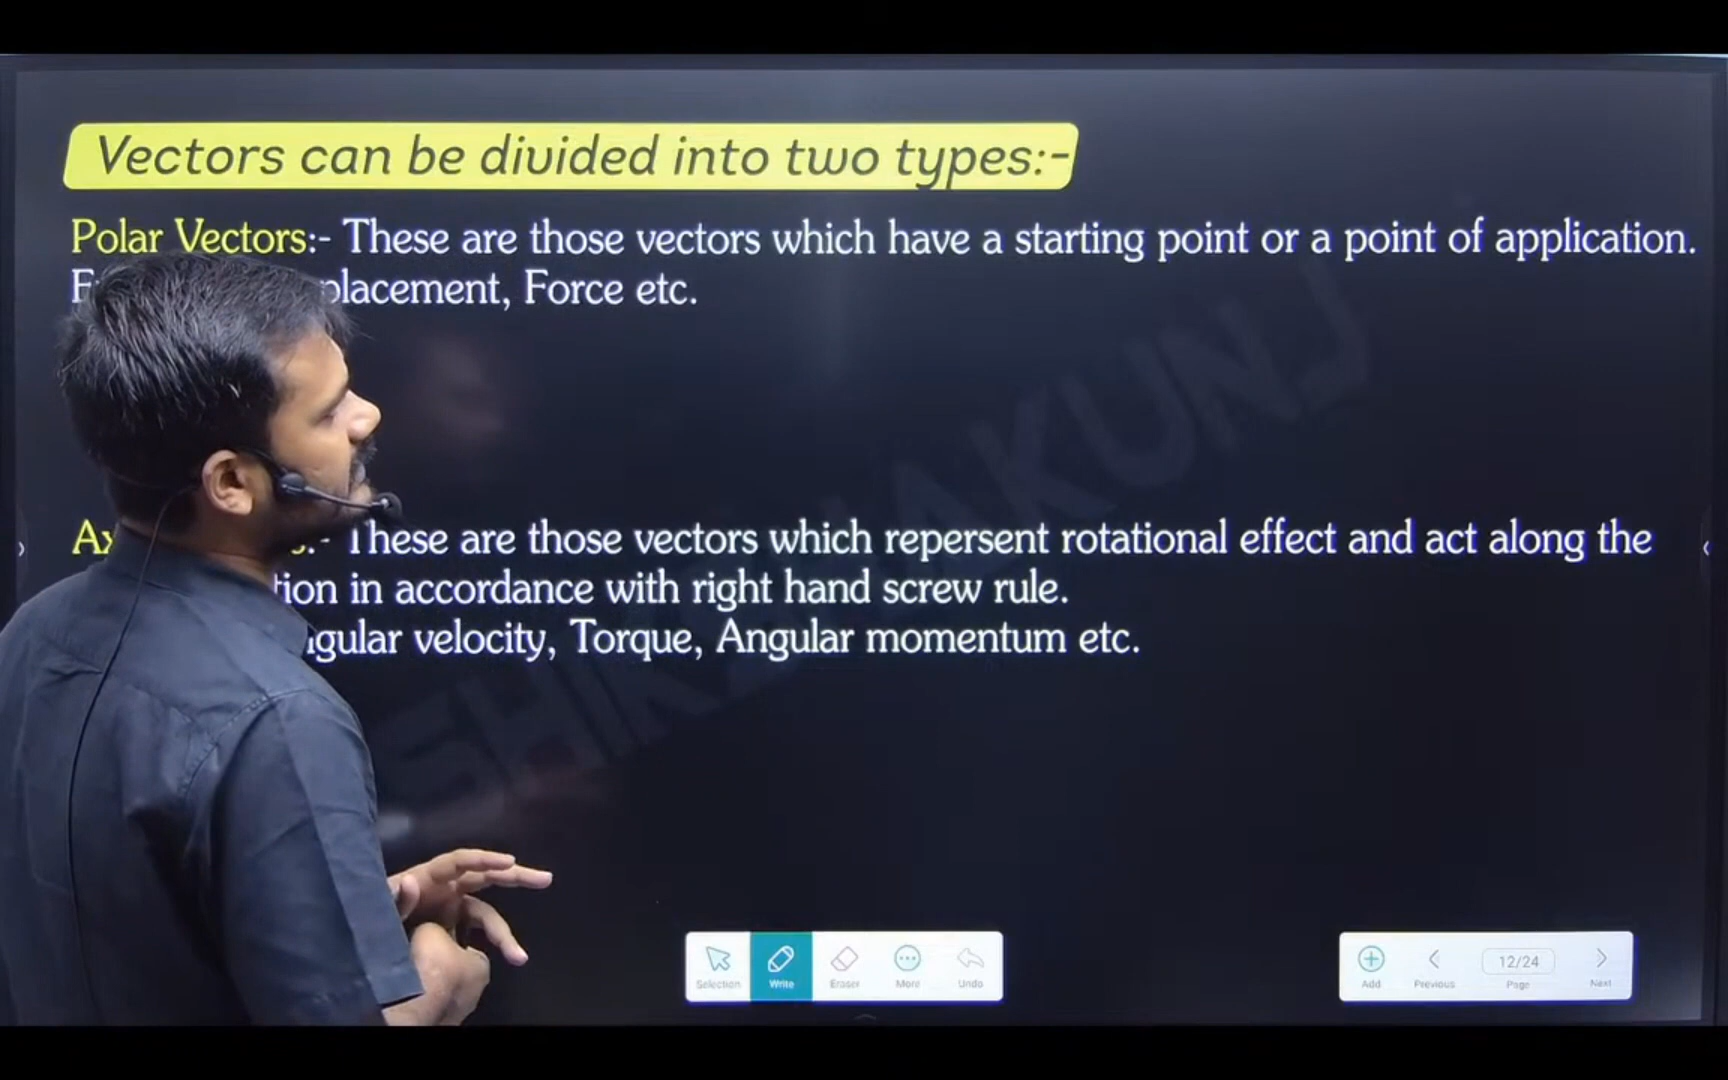 Vectors can be divided into two types:-
Polar Vectors:- These are those vectors which have a starting point or a point of application.
placement, Force etc.
These are those vectors which repersent rotational effect and act along the
tion in accordance with right hand screw rule.
ngular velocity, Torque, Angular momentum etc.
SHIKSHAKUNJ
Selection
Write
Eraser
More
Undo
Add
Previous
12/24
Page
Next